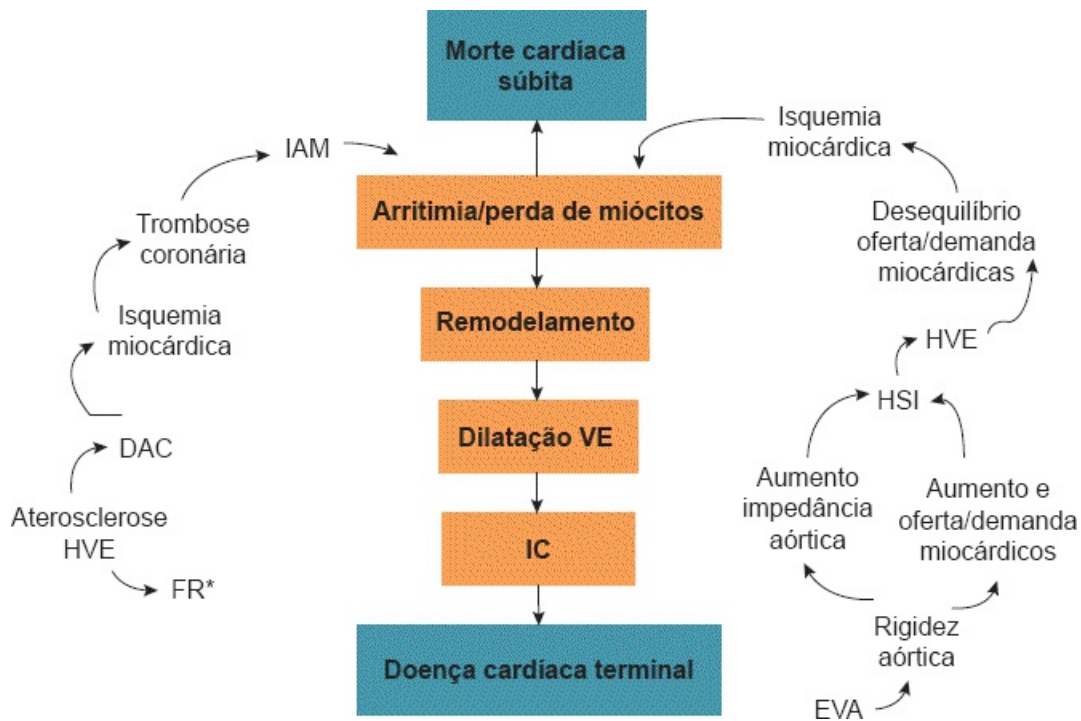 Morte cardíaca
súbita
IAM
Trombose
coronária
Isquemia
miocárdica
DAC
Aterosclerose
HVE
FR*
Arritimia/perda de miócitos
Remodelamento
Dilatação VE
IC
Doença cardíaca terminal
Isquemia
miocárdica
Desequilíbrio
oferta/demanda
miocárdicas
HVE
HSI
Aumento
impedância
aórtica
Aumento e
oferta/demanda
miocárdicos
Rigidez
aórtica
EVA